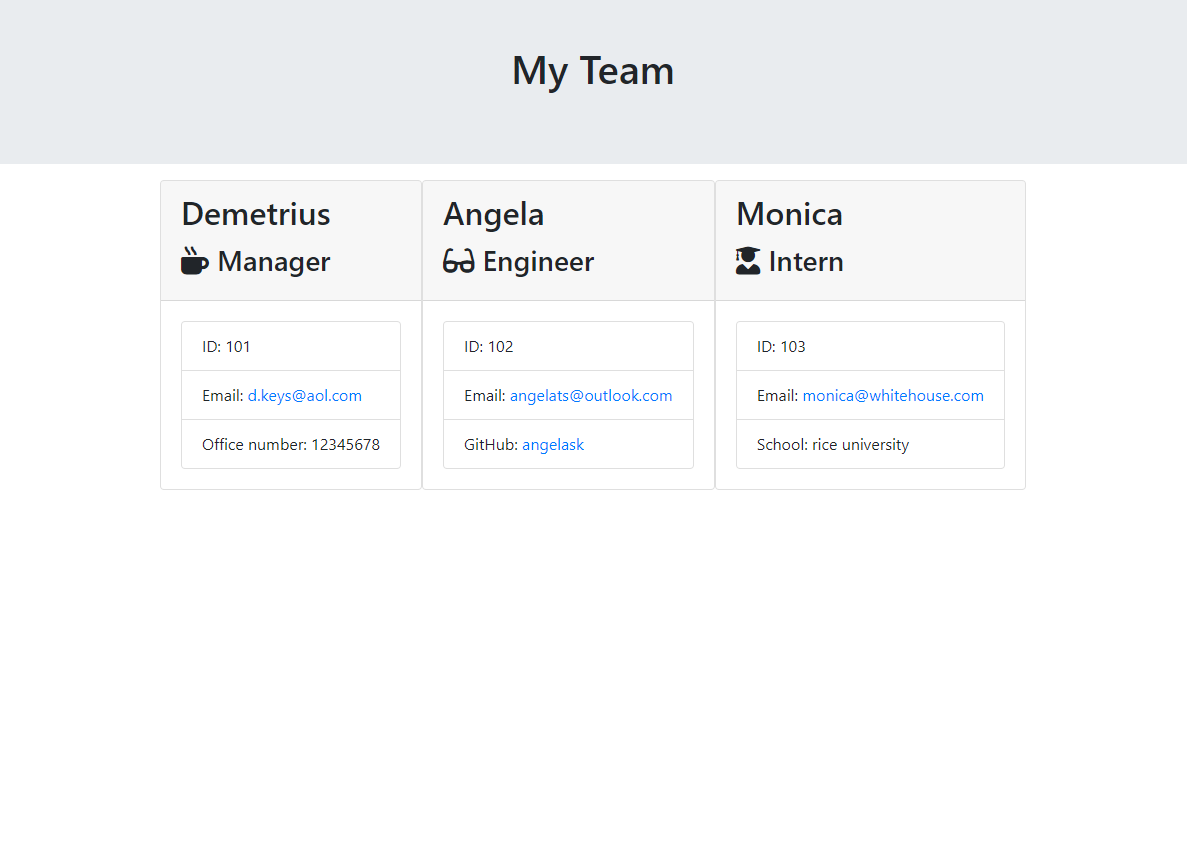 My Team
Demetrius
Manager
ID: 101
Email: d.keys@aol.com
Office number: 12345678
Angela
Engineer
ID: 102
Email: angelats@outlook.com
GitHub: angelask
Monica
Intern
ID: 103
Email: monica@whitehouse.com
School: rice university